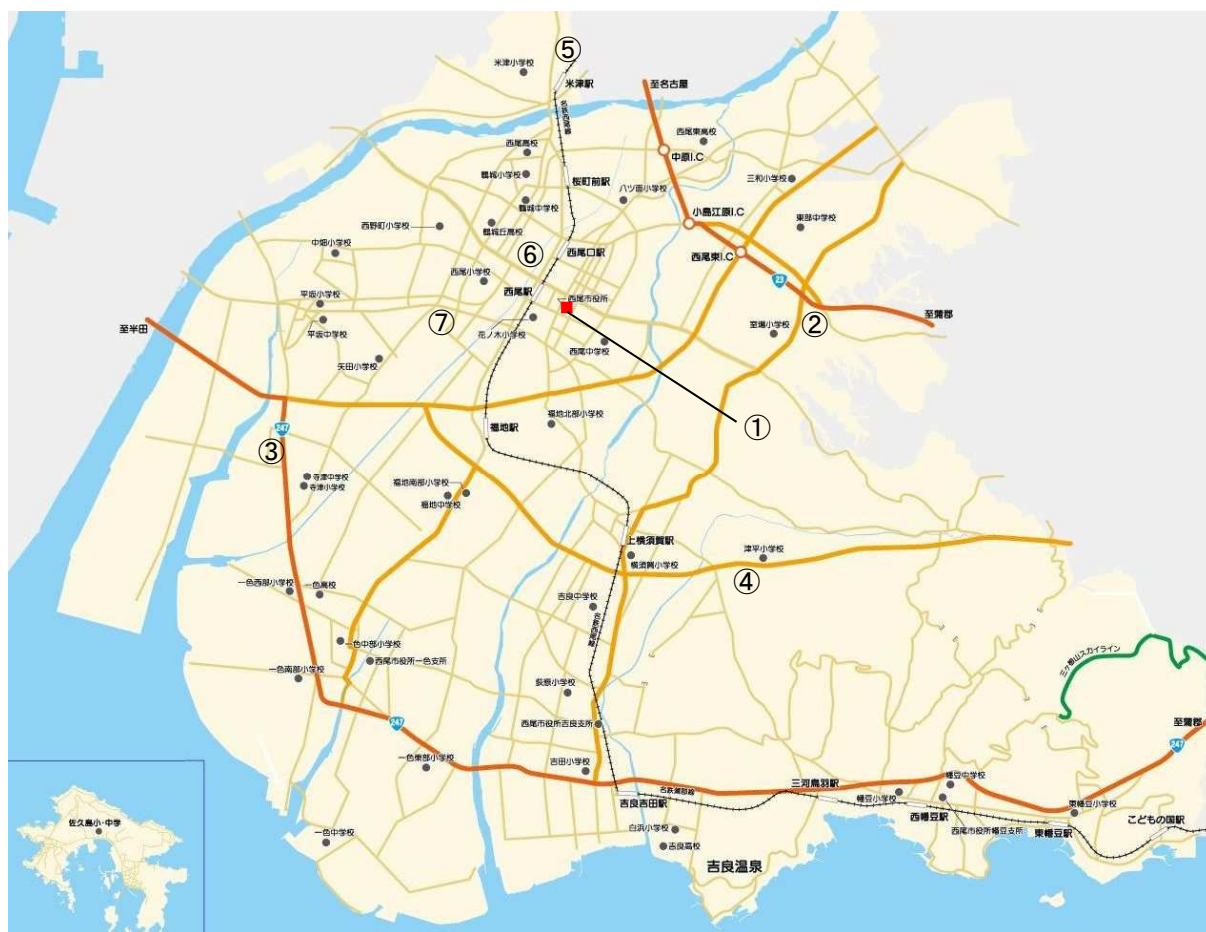 ⑤
米津小学校
米津駅
至名古屋
名鉄西尾線
西尾東高校
西尾高校
中原I.C
鶴城小学校
桜町前駅
三和小学校
八ツ面小学校
鶴城中学校
小島江原I.C
西野町小学校
鶴城丘高校
東部中学校
中畑小学校
⑥
西尾口駅
西尾東I.C
西尾小学校
23
西尾駅
西尾市役所
平坂小学校
⑦
②
至蒲郡
至半田
平坂中学校
花ノ木小学校
至場小学校
西尾中学校
矢田小学校
福地北部小学校
247
福地駅
①
③
寺津中学校
寺津小学校
福地南部小学校
福地中学校
上横須賀駅
津平小学校
横須賀小学校
④
一色西部小学校
一色高校
吉良中学校
名鉄西尾線
一色中部小学校
西尾市役所一色支所
一色南部小学校
三ヶ根山スカイライン
荻原小学校
247
西尾市役所吉良支所
至蒲郡
247
一色東部小学校
吉田小学校
三河鳥羽駅
幡豆中学校
名鉄蒲郡線
吉良吉田駅
幡豆小学校
西幡豆駅
東幡豆小学校
佐久島小・中学
一色中学校
白浜小学校
西尾市役所幡豆支所
東幡豆駅
こどもの国駅
吉良高校
吉良温泉